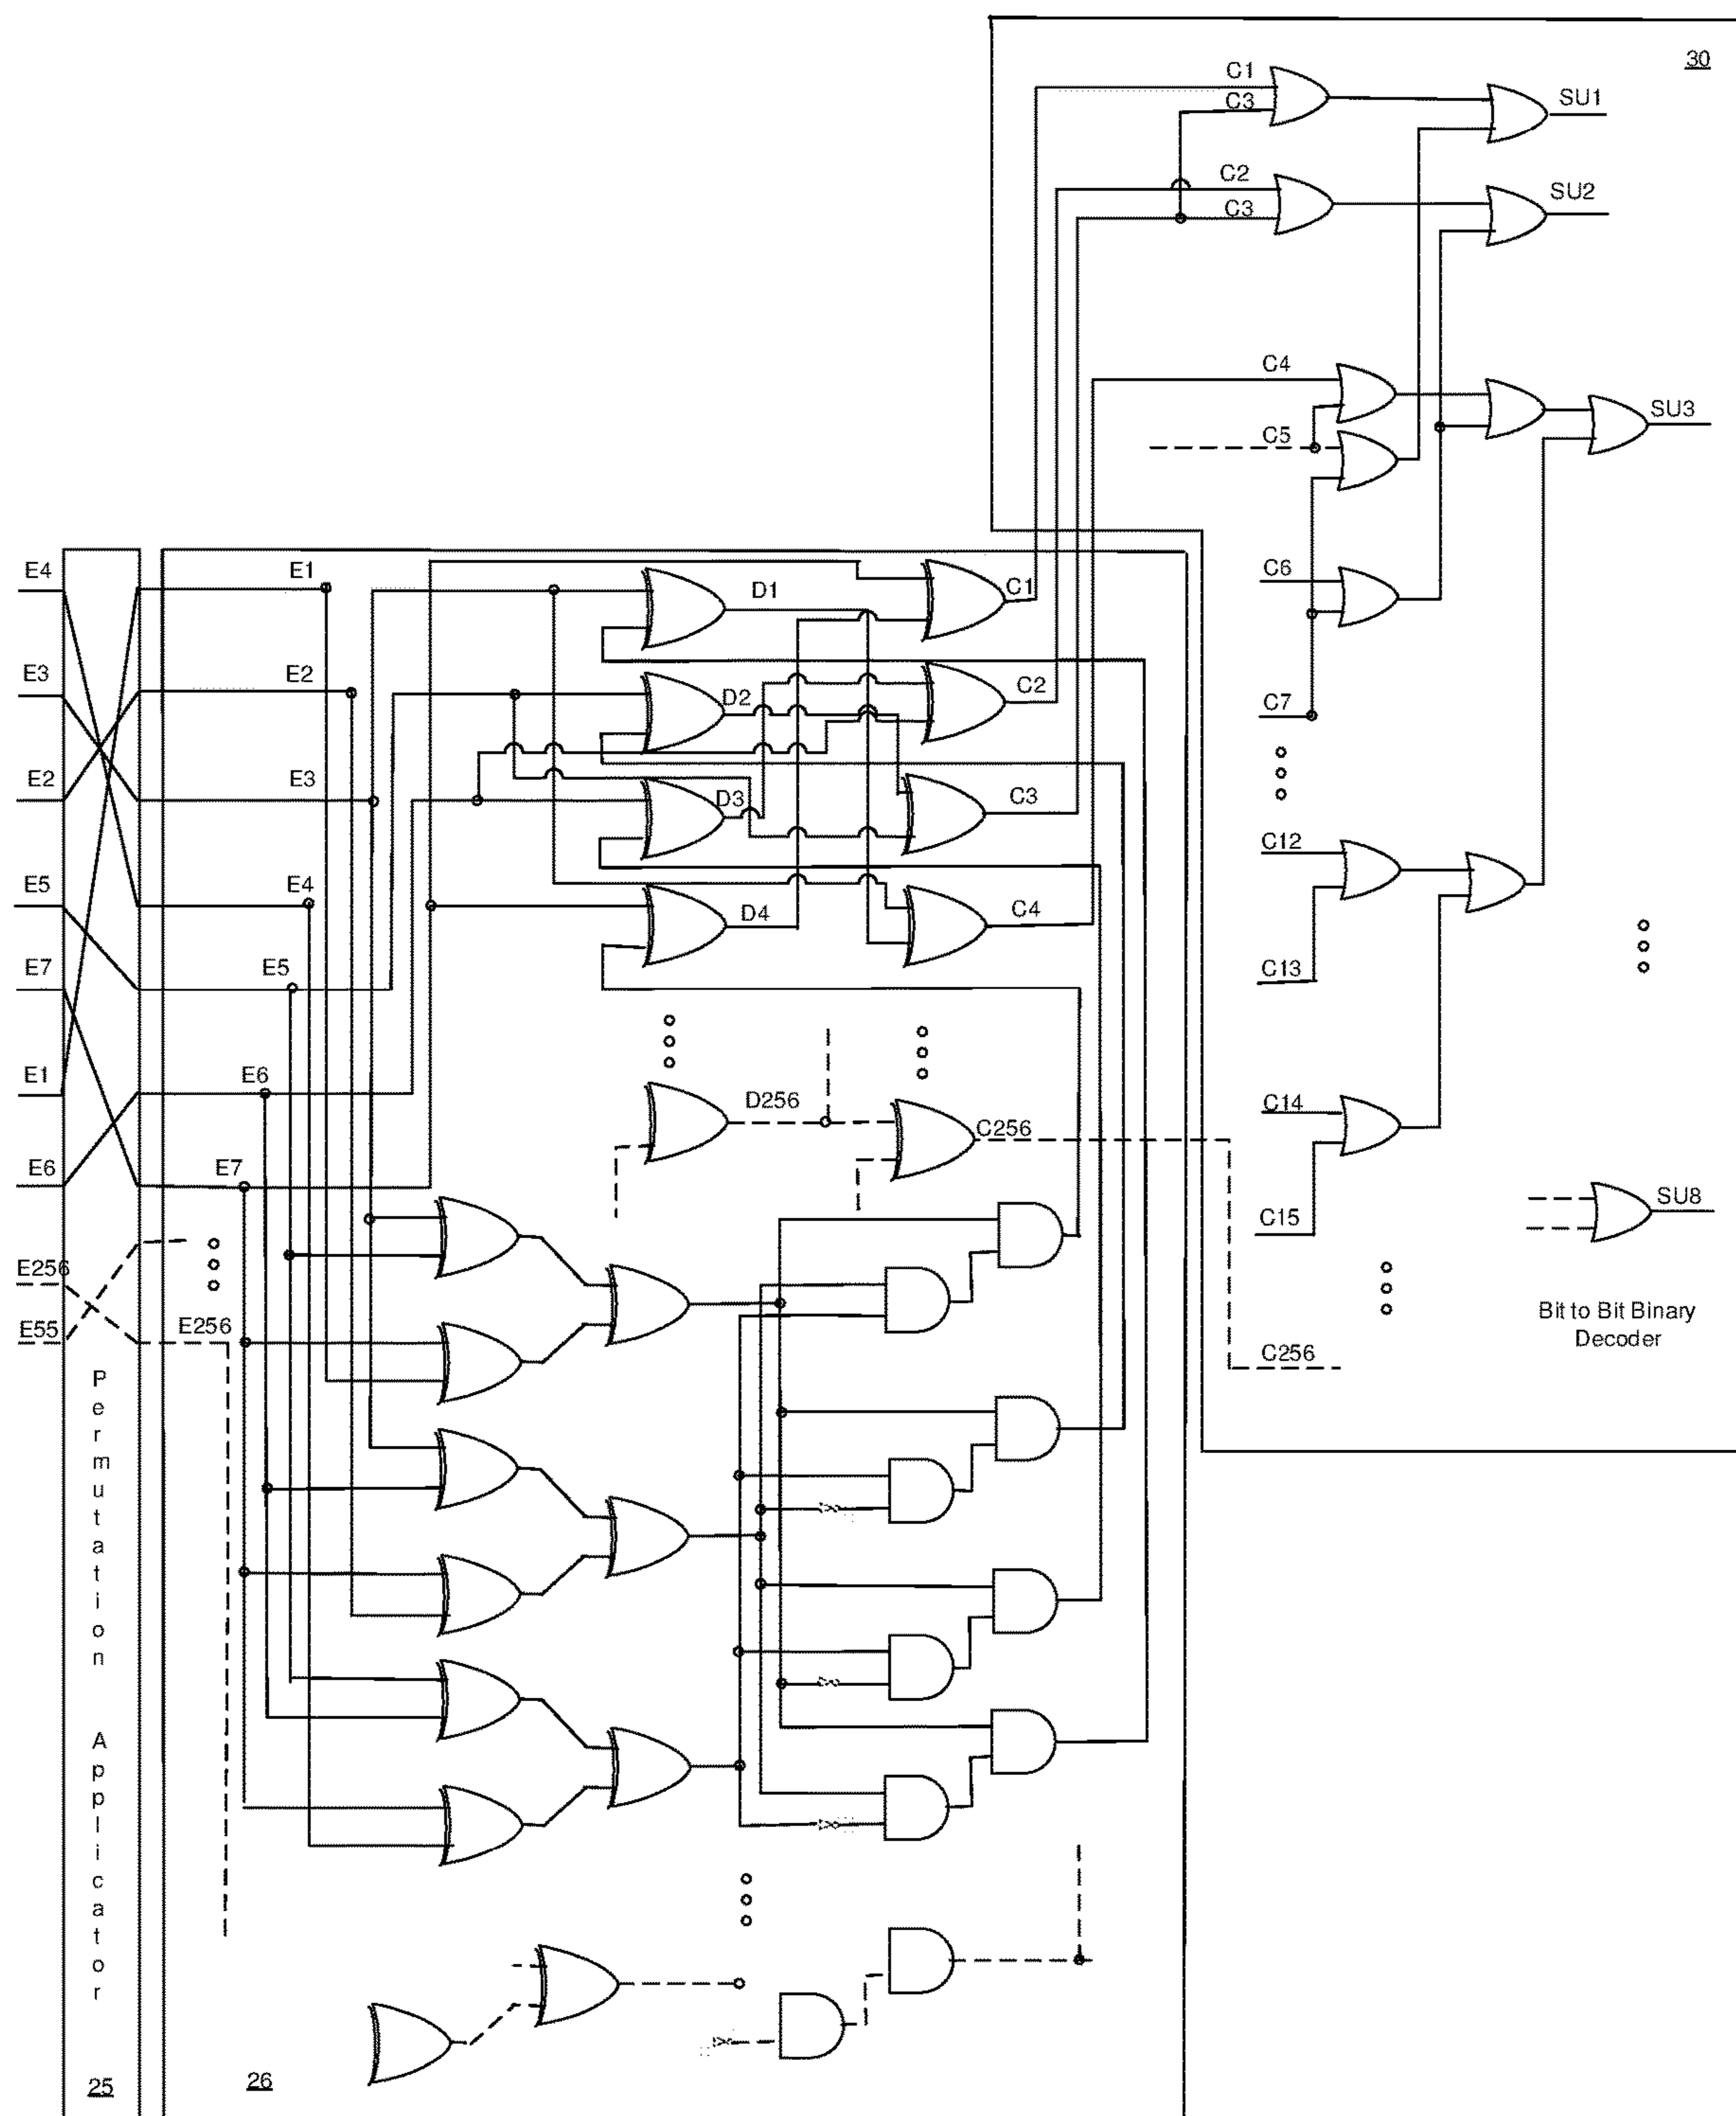 30
C1
C3
SU1
C2
C3
SU2
C4
SU3
C5
C6
C7
C12
C13
C14
C15
SU8
Bit to Bit Binary
Decoder
C256
E4
E3
E2
E5
E7
E1
E6
E256
E55
Permutation Applicator
25
E1
E2
E3
E4
E5
E6
E7
E256
D1
D2
D3
D4
D256
C1
C2
C3
C4
C256
26